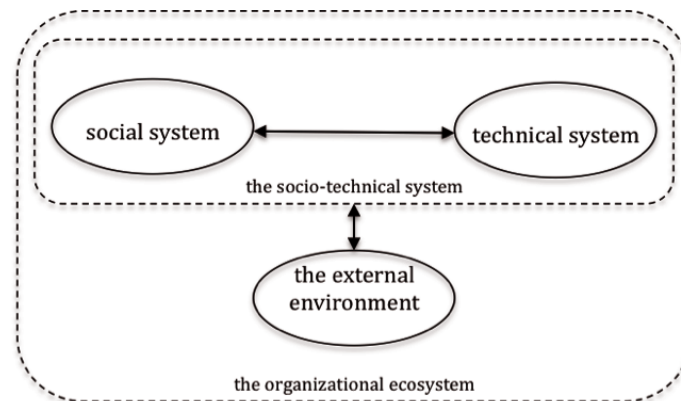 social system
technical system
the socio-technical system
the external
environment
the organizational ecosystem